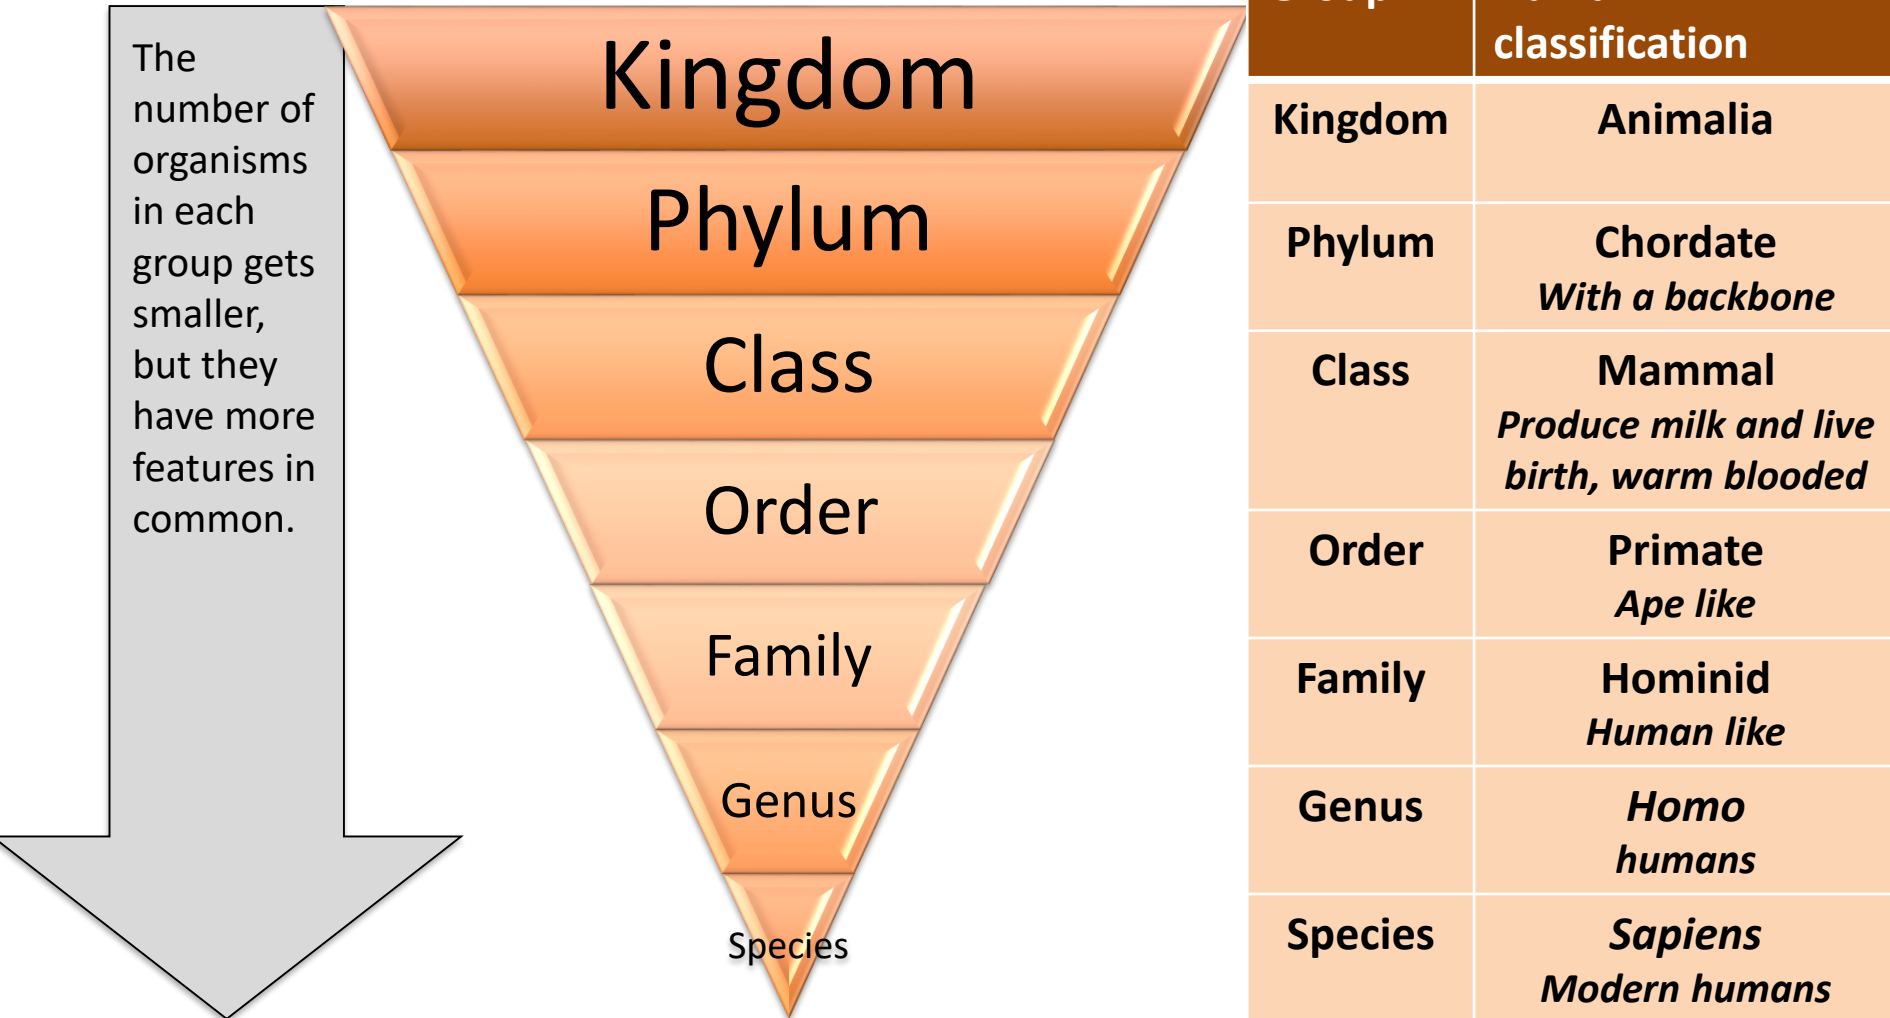 The
number of
organisms
in each
group gets
smaller,
but they
have more
features in
common.
Kingdom
Phylum
Class
Order
Family
Genus
Species
classification
Kingdom
Animalia
Phylum
Chordate
With a backbone
Class
Mammal
Produce milk and live
birth, warm blooded
Order
Primate
Ape like
Family
Hominid
Human like
Genus
Homo
humans
Species
Sapiens
Modern humans